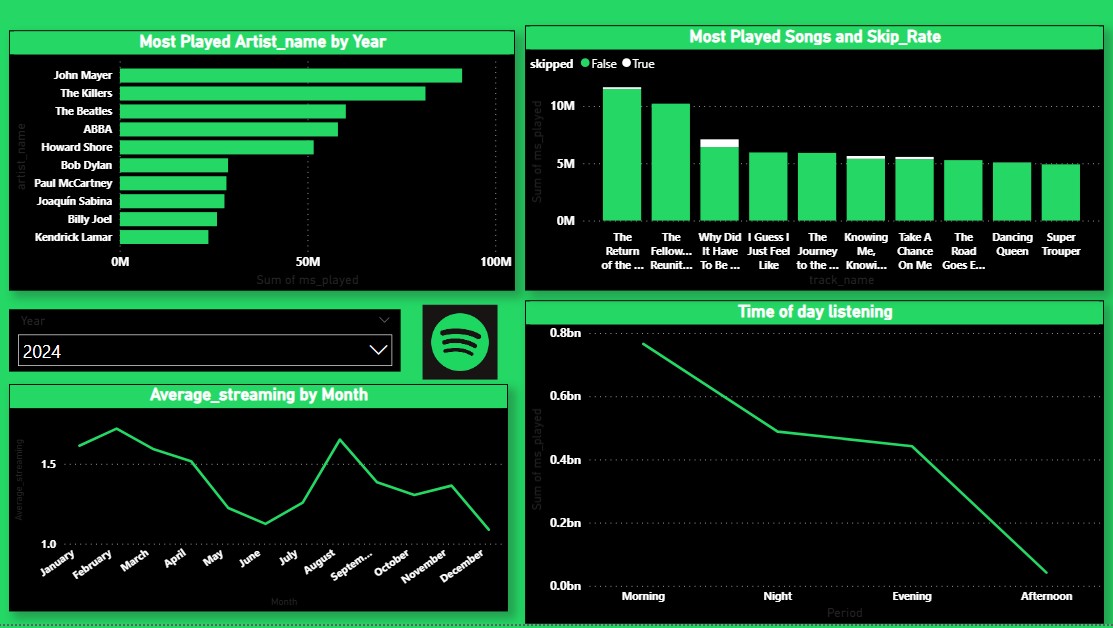 Most Played Artist_name by Year
artist_name
John Mayer
The Killers
The Beatles
ABBA
Howard Shore
Bob Dylan
Paul McCartney
Joaquín Sabina
Billy Joel
Kendrick Lamar
0M 50M 100M
Sum of ms_played
Most Played Songs and Skip_Rate
skipped False True
Sum of ms_played
10M
5M
0M
The Return of the ...
The Fellow... Reunit...
Why Did It Have To Be ...
I Guess I Just Feel Like
The Journey to the ...
Knowing Me, Knowi...
Take A Chance On Me
The Road Goes E...
Dancing Queen
Super Trouper
track_name
Year
2024
Average_streaming by Month
Average_streaming
1.5
1.0
January February March April May June July August Septem... October November December
Month
Time of day listening
Sum of ms_played
0.8bn
0.6bn
0.4bn
0.2bn
0.0bn
Morning Night Evening Afternoon
Period